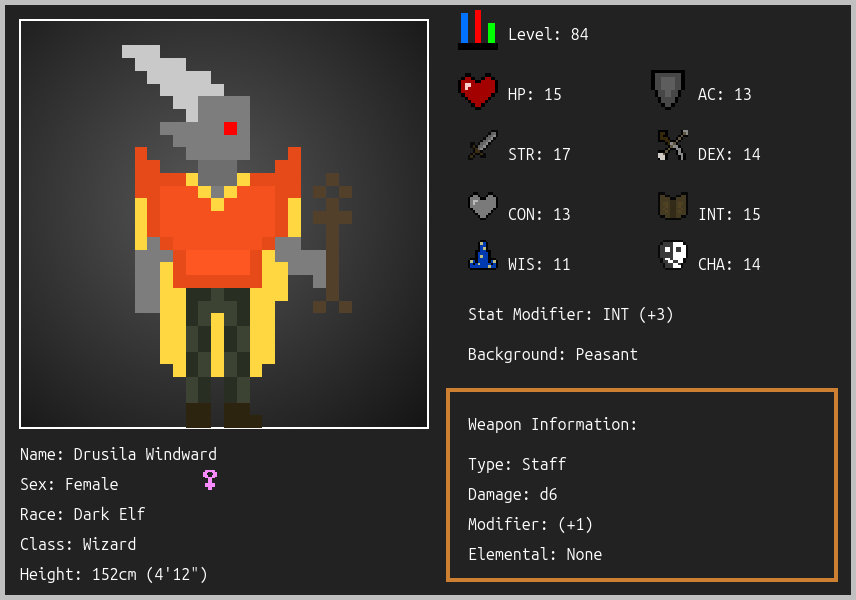 Level: 84
HP: 15
AC: 13
STR: 17
DEX: 14
CON: 13
INT: 15
WIS: 11
CHA: 14
Stat Modifier: INT (+3)
Background: Peasant
Weapon Information:
Type: Staff
Damage: d6
Modifier: (+1)
Elemental: None
Name: Drusila Windward
Sex: Female
Race: Dark Elf
Class: Wizard
Height: 152cm (4'12")